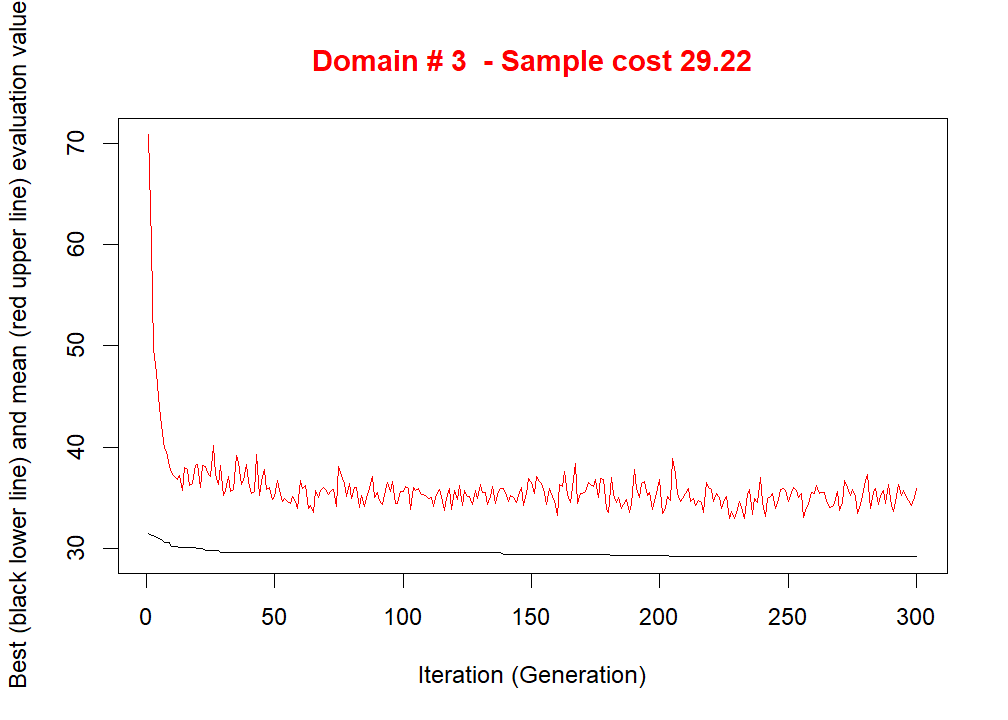 Domain # 3  - Sample cost 29.22
Best (black lower line) and mean (red upper line) evaluation value
70
60
50
40
30
0 50 100 150 200 250 300
Iteration (Generation)